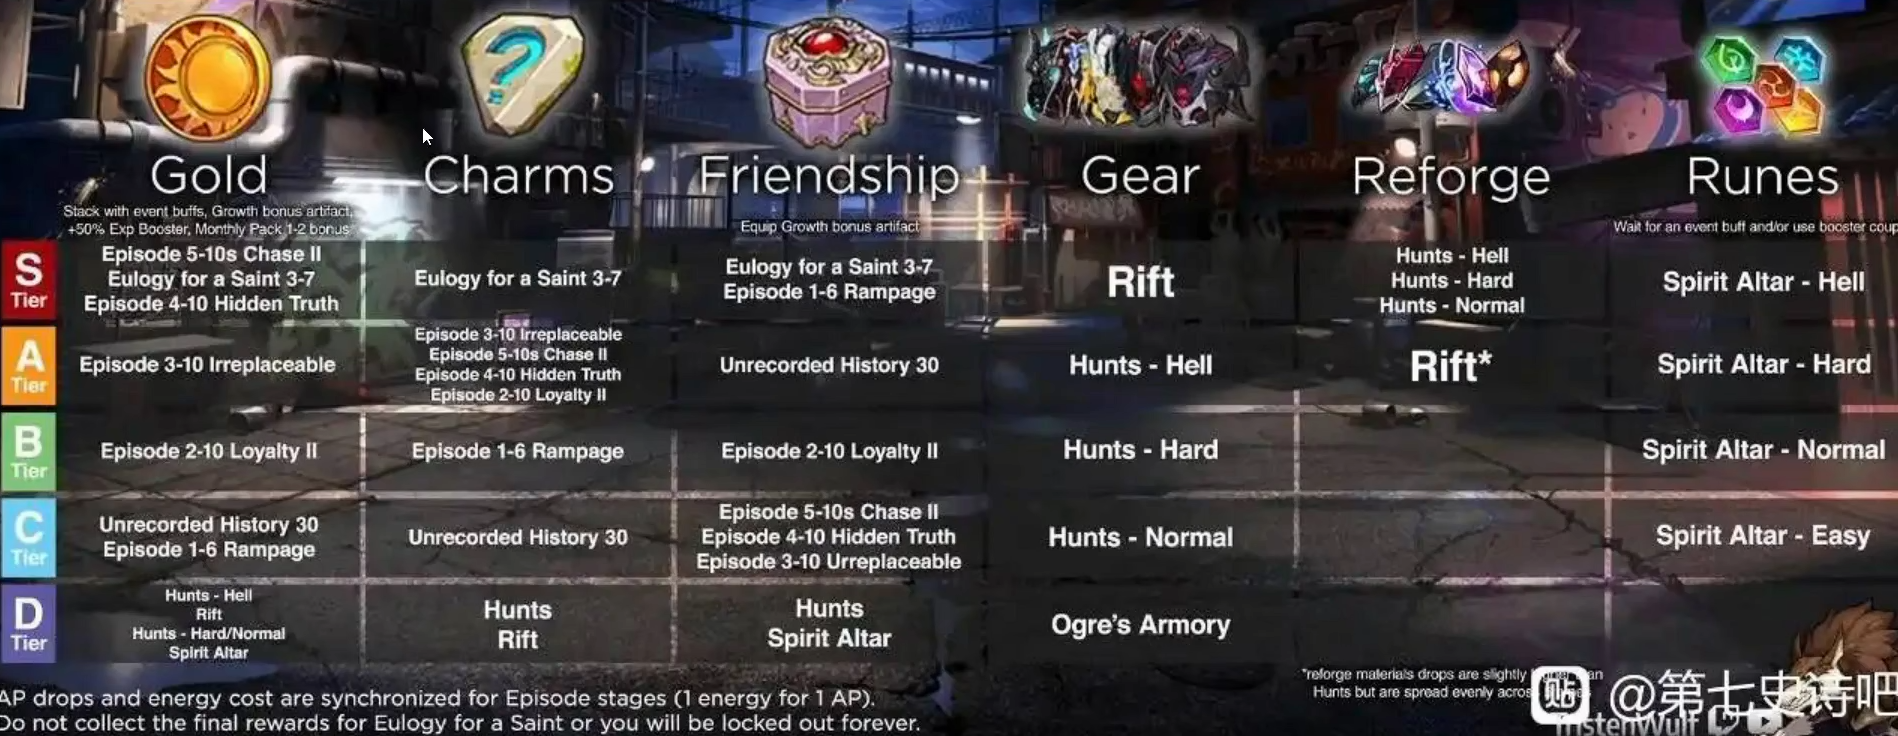 Gold
Charms
Friendship
Gear
Reforge
Runes
Stack with event buffs, Growth bonus artifact,
+50% Exp Booster, Monthly Pack 1-2 bonus
Equip Growth bonus artifact
Wait for an event buff and/or use booster coup
S
Tier
Episode 5-10s Chase II
Eulogy for a Saint 3-7
Episode 4-10 Hidden Truth
Eulogy for a Saint 3-7
Eulogy for a Saint 3-7
Episode 1-6 Rampage
Rift
Hunts - Hell
Hunts - Hard
Hunts - Normal
Spirit Altar - Hell
A
Tier
Episode 3-10 Irreplaceable
Episode 3-10 Irreplaceable
Episode 5-10s Chase II
Episode 4-10 Hidden Truth
Episode 2-10 Loyalty II
Unrecorded History 30
Hunts - Hell
Rift*
Spirit Altar - Hard
B
Tier
Episode 2-10 Loyalty II
Episode 1-6 Rampage
Episode 2-10 Loyalty II
Hunts - Hard
Spirit Altar - Normal
C
Tier
Unrecorded History 30
Episode 1-6 Rampage
Unrecorded History 30
Episode 5-10s Chase II
Episode 4-10 Hidden Truth
Episode 3-10 Urreplaceable
Hunts - Normal
Spirit Altar - Easy
D
Tier
Hunts - Hell
Rift
Hunts - Hard/Normal
Spirit Altar
Hunts
Rift
Hunts
Spirit Altar
Ogre's Armory
*reforge materials drops are slightly
Hunts but are spread evenly
AP drops and energy cost are synchronized for Episode stages (1 energy for 1 AP).
Do not collect the final rewards for Eulogy for a Saint or you will be locked out forever.
贴 @第七史诗吧
TristenWulf